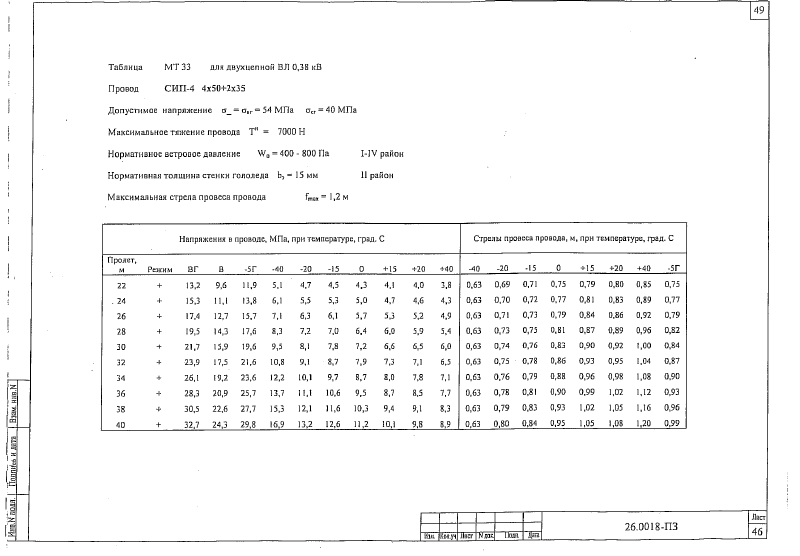 49
Таблица МТ 33 для двухцепной ВЛ 0,38 кВ
Провод СИП-4 4х50+2х35
Допустимое напряжение σ_ = σвг = 54 МПа σсг = 40 МПа
Максимальное тяжение провода Tн = 7000 Н
Нормативное ветровое давление W₀ = 400 - 800 Па I-IV район
Нормативная толщина стенки гололеда bэ = 15 мм II район
Максимальная стрела провеса провода fmax = 1,2 м
Напряжения в проводе, МПа, при температуре, град. С Стрелы провеса провода, м, при температуре, град. С
Пролет, м Режим ВГ В -5Г -40 -20 -15 0 +15 +20 +40 -40 -20 -15 0 +15 +20 +40 -5Г
22 + 13,2 9,6 11,9 5,1 4,7 4,5 4,3 4,1 4,0 3,8 0,63 0,69 0,71 0,75 0,79 0,80 0,85 0,75
24 + 15,3 11,1 13,8 6,1 5,5 5,3 5,0 4,7 4,6 4,3 0,63 0,70 0,72 0,77 0,81 0,83 0,89 0,77
26 + 17,4 12,7 15,7 7,1 6,3 6,1 5,7 5,3 5,2 4,9 0,63 0,71 0,73 0,79 0,84 0,86 0,92 0,79
28 + 19,5 14,3 17,6 8,3 7,2 7,0 6,4 6,0 5,9 5,4 0,63 0,73 0,75 0,81 0,87 0,89 0,96 0,82
30 + 21,7 15,9 19,6 9,5 8,1 7,8 7,2 6,6 6,5 6,0 0,63 0,74 0,76 0,83 0,90 0,92 1,00 0,84
32 + 23,9 17,5 21,6 10,8 9,1 8,7 7,9 7,3 7,1 6,5 0,63 0,75 0,78 0,86 0,93 0,95 1,04 0,87
34 + 26,1 19,2 23,6 12,2 10,1 9,7 8,7 8,0 7,8 7,1 0,63 0,76 0,79 0,88 0,96 0,98 1,08 0,90
36 + 28,3 20,9 25,7 13,7 11,1 10,6 9,5 8,7 8,5 7,7 0,63 0,78 0,81 0,90 0,99 1,02 1,12 0,93
38 + 30,5 22,6 27,7 15,3 12,1 11,6 10,3 9,4 9,1 8,3 0,63 0,79 0,83 0,93 1,02 1,05 1,16 0,96
40 + 32,7 24,3 29,8 16,9 13,2 12,6 11,2 10,1 9,8 8,9 0,63 0,80 0,84 0,95 1,05 1,08 1,20 0,99
Взам. инв.N
Подпись и дата
Инв.N подл.
Изм. Кол.уч Лист N док. Подп. Дата
26.0018-ПЗ
Лист
46